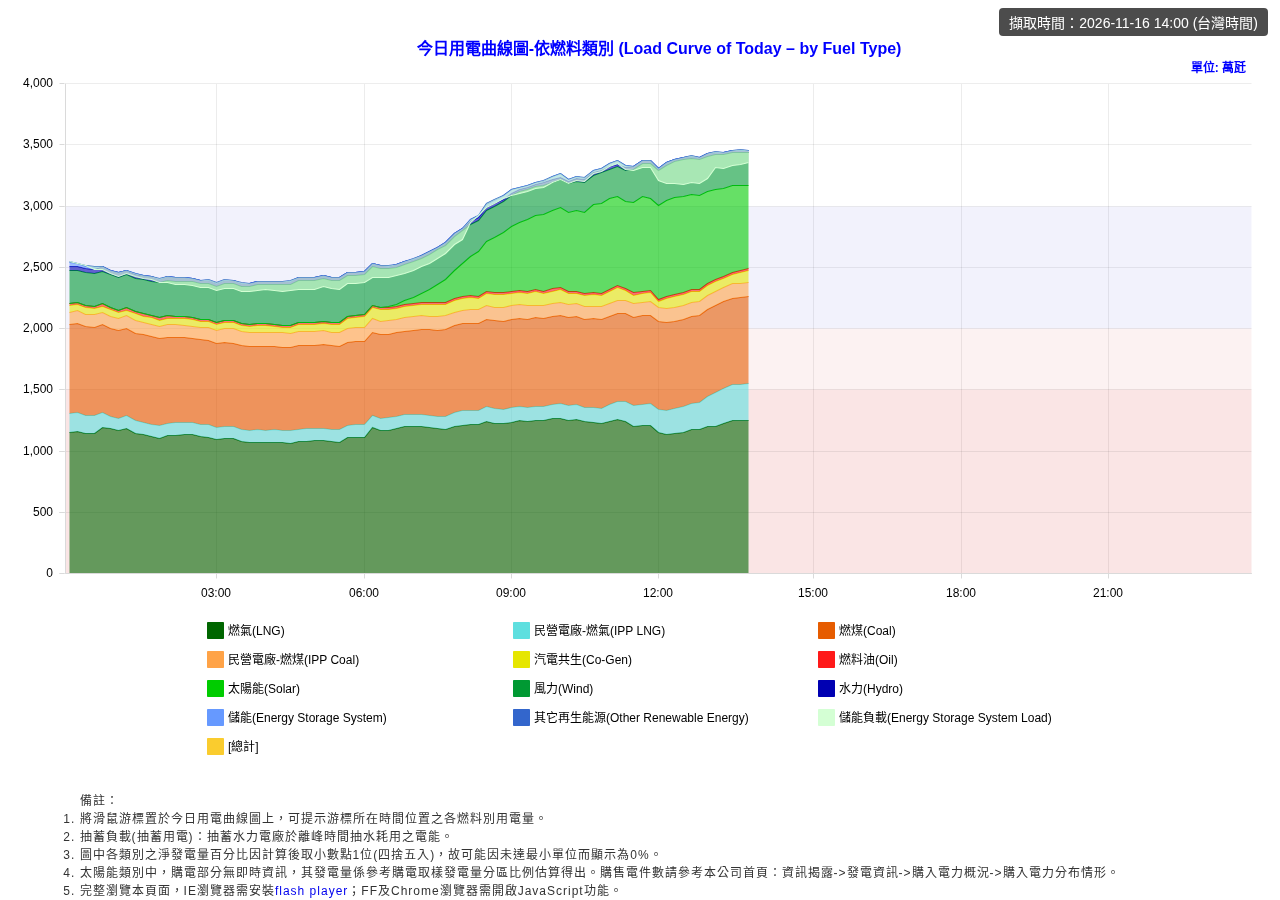 擷取時間：2026-11-16 14:00 (台灣時間)
今日用電曲線圖-依燃料類別 (Load Curve of Today – by Fuel Type)
單位: 萬瓩
4,000
3,500
3,000
2,500
2,000
1,500
1,000
500
0
03:00 06:00 09:00 12:00 15:00 18:00 21:00
燃氣(LNG) 民營電廠-燃氣(IPP LNG) 燃煤(Coal)
民營電廠-燃煤(IPP Coal) 汽電共生(Co-Gen) 燃料油(Oil)
太陽能(Solar) 風力(Wind) 水力(Hydro)
儲能(Energy Storage System) 其它再生能源(Other Renewable Energy) 儲能負載(Energy Storage System Load)
[總計]
備註：
1. 將滑鼠游標置於今日用電曲線圖上，可提示游標所在時間位置之各燃料別用電量。
2. 抽蓄負載(抽蓄用電)：抽蓄水力電廠於離峰時間抽水耗用之電能。
3. 圖中各類別之淨發電量百分比因計算後取小數點1位(四捨五入)，故可能因未達最小單位而顯示為0%。
4. 太陽能類別中，購電部分無即時資訊，其發電量係參考購電取樣發電量分區比例估算得出。購售電件數請參考本公司首頁：資訊揭露->發電資訊->購入電力概況->購入電力分布情形。
5. 完整瀏覽本頁面，IE瀏覽器需安裝flash player；FF及Chrome瀏覽器需開啟JavaScript功能。